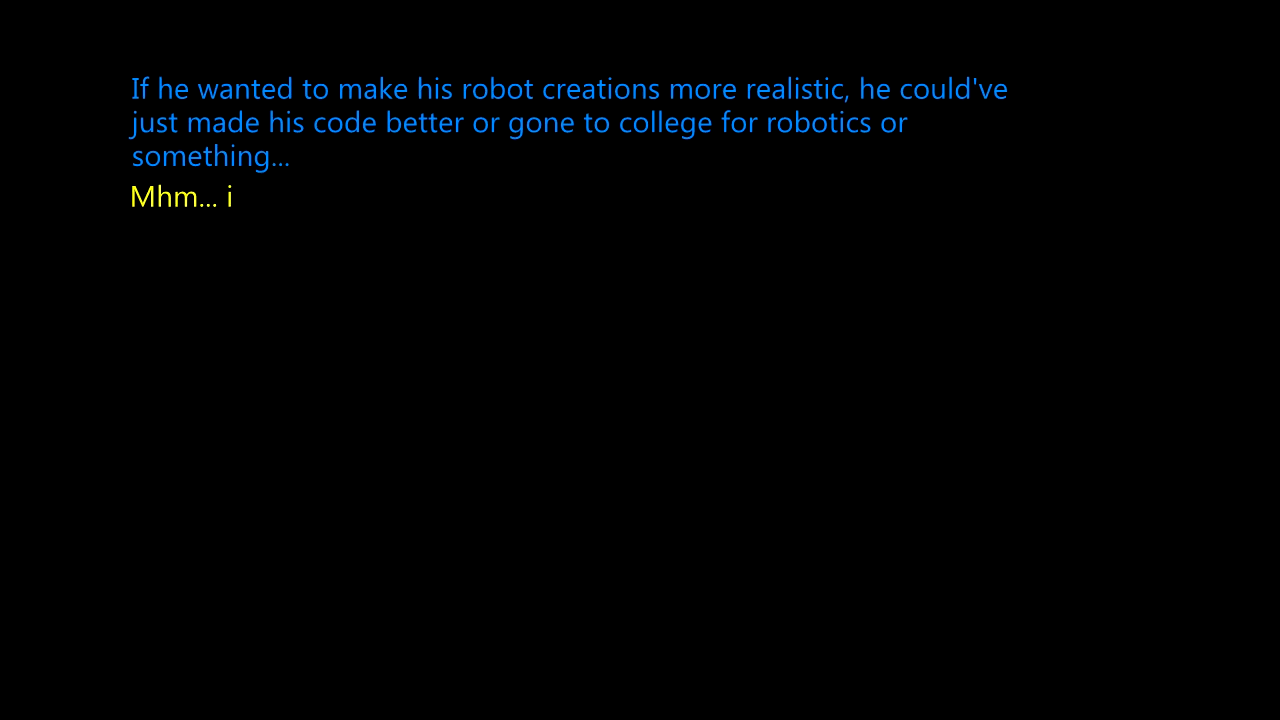 If he wanted to make his robot creations more realistic, he could've
just made his code better or gone to college for robotics or
something...
Mhm... i